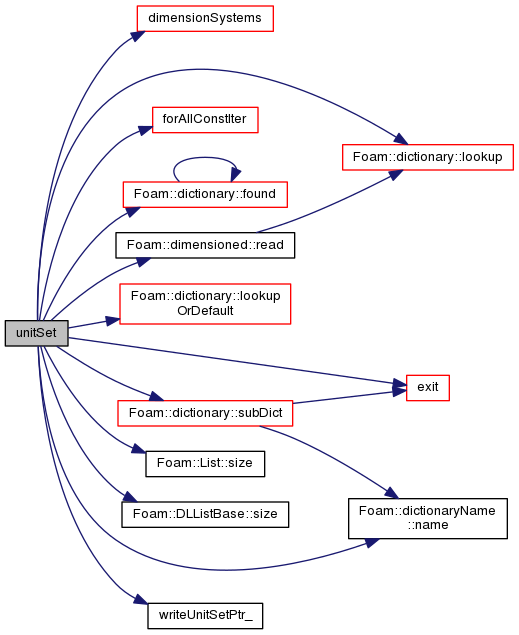 dimensionSystems
forAllConstIter
Foam::dictionary::lookup
Foam::dictionary::found
Foam::dimensioned::read
Foam::dictionary::lookup
OrDefault
unitSet
exit
Foam::dictionary::subDict
Foam::List::size
Foam::DLListBase::size
Foam::dictionaryName
::name
writeUnitSetPtr_